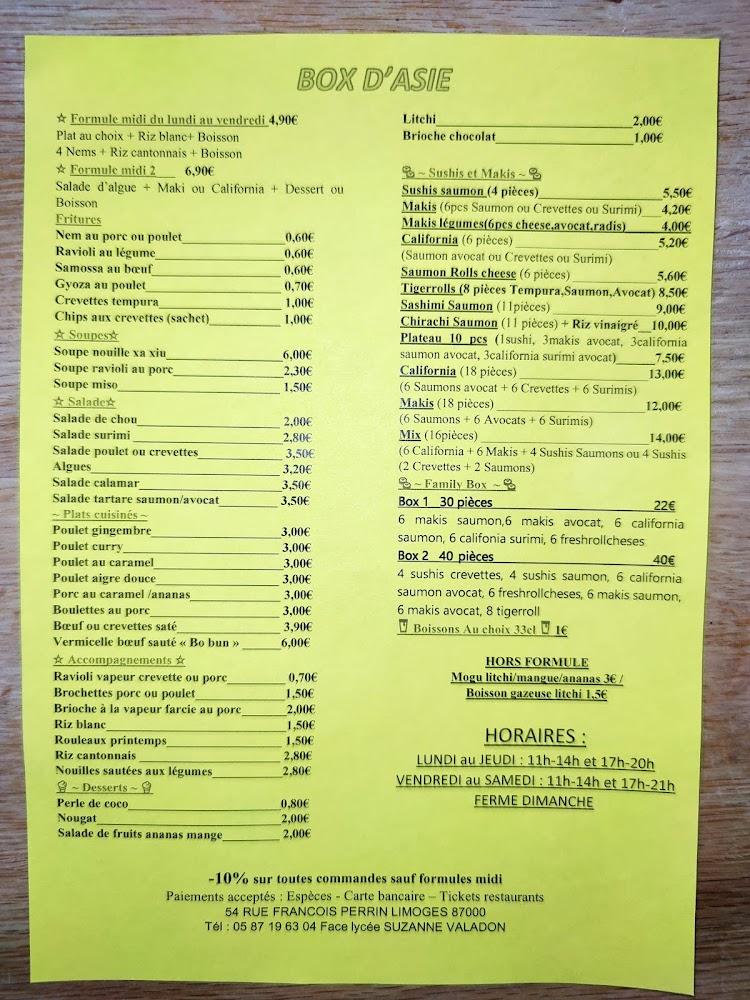 BOX D'ASIE
☆ Formule midi du lundi au vendredi 4,90€
Plat au choix + Riz blanc+ Boisson
4 Nems + Riz cantonnais + Boisson
☆ Formule midi 2___ 6,90€
Salade d'algue + Maki ou California + Dessert ou
Boisson
Fritures
Nem au porc ou poulet 0,60€
Ravioli au légume 0,60€
Samossa au bœuf 0,60€
Gyoza au poulet 0,70€
Crevettes tempura 1,00€
Chips aux crevettes (sachet) 1,00€
☆ Soupes☆
Soupe nouille xa xiu 6,00€
Soupe ravioli au porc 2,30€
Soupe miso 1,50€
☆ Salade☆
Salade de chou 2,00€
Salade surimi 2,80€
Salade poulet ou crevettes 3,50€
Algues 3,20€
Salade calamar 3,50€
Salade tartare saumon/avocat 3,50€
~ Plats cuisinés ~
Poulet gingembre 3,00€
Poulet curry 3,00€
Poulet au caramel 3,00€
Poulet aigre douce 3,00€
Porc au caramel /ananas 3,00€
Boulettes au porc 3,00€
Bœuf ou crevettes saté 3,90€
Vermicelle bœuf sauté « Bo bun » 6,00€
☆ Accompagnements ☆
Ravioli vapeur crevette ou porc 0,70€
Brochettes porc ou poulet 1,50€
Brioche à la vapeur farcie au porc 2,00€
Riz blanc 1,50€
Rouleaux printemps 1,50€
Riz cantonnais 2,80€
Nouilles sautées aux légumes 2,80€
~ Desserts ~
Perle de coco 0,80€
Nougat 2,00€
Salade de fruits ananas mange 2,00€
Litchi 2,00€
Brioche chocolat 1,00€
~ Sushis et Makis ~
Sushis saumon (4 pièces) 5,50€
Makis (6pcs Saumon ou Crevettes ou Surimi) 4,20€
Makis légumes(6pcs cheese,avocat,radis) 4,00€
California (6 pièces) 5,20€
(Saumon avocat ou Crevettes ou Surimi)
Saumon Rolls cheese (6 pièces) 5,60€
Tigerrolls (8 pièces Tempura,Saumon,Avocat) 8,50€
Sashimi Saumon (11pièces) 9,00€
Chirachi Saumon (11 pièces) + Riz vinaigré 10,00€
Plateau 10 pcs (1sushi, 3makis avocat, 3california
saumon avocat, 3california surimi avocat) 7,50€
California (18 pièces) 13,00€
(6 Saumons avocat + 6 Crevettes + 6 Surimis)
Makis (18 pièces) 12,00€
(6 Saumons + 6 Avocats + 6 Surimis)
Mix (16pièces) 14,00€
(6 California + 6 Makis + 4 Sushis Saumons ou 4 Sushis
(2 Crevettes + 2 Saumons)
~ Family Box ~
Box 1 30 pièces 22€
6 makis saumon,6 makis avocat, 6 california
saumon, 6 califonia surimi, 6 freshrollcheses
Box 2 40 pièces 40€
4 sushis crevettes, 4 sushis saumon, 6 california
saumon avocat, 6 freshrollcheses, 6 makis saumon,
6 makis avocat, 8 tigerroll
Boissons Au choix 33cl 1€
HORS FORMULE
Mogu litchi/mangue/ananas 3€ /
Boisson gazeuse litchi 1,5€
HORAIRES :
LUNDI au JEUDI : 11h-14h et 17h-20h
VENDREDI au SAMEDI : 11h-14h et 17h-21h
FERME DIMANCHE
-10% sur toutes commandes sauf formules midi
Paiements acceptés : Espèces - Carte bancaire – Tickets restaurants
54 RUE FRANCOIS PERRIN LIMOGES 87000
Tél : 05 87 19 63 04 Face lycée SUZANNE VALADON